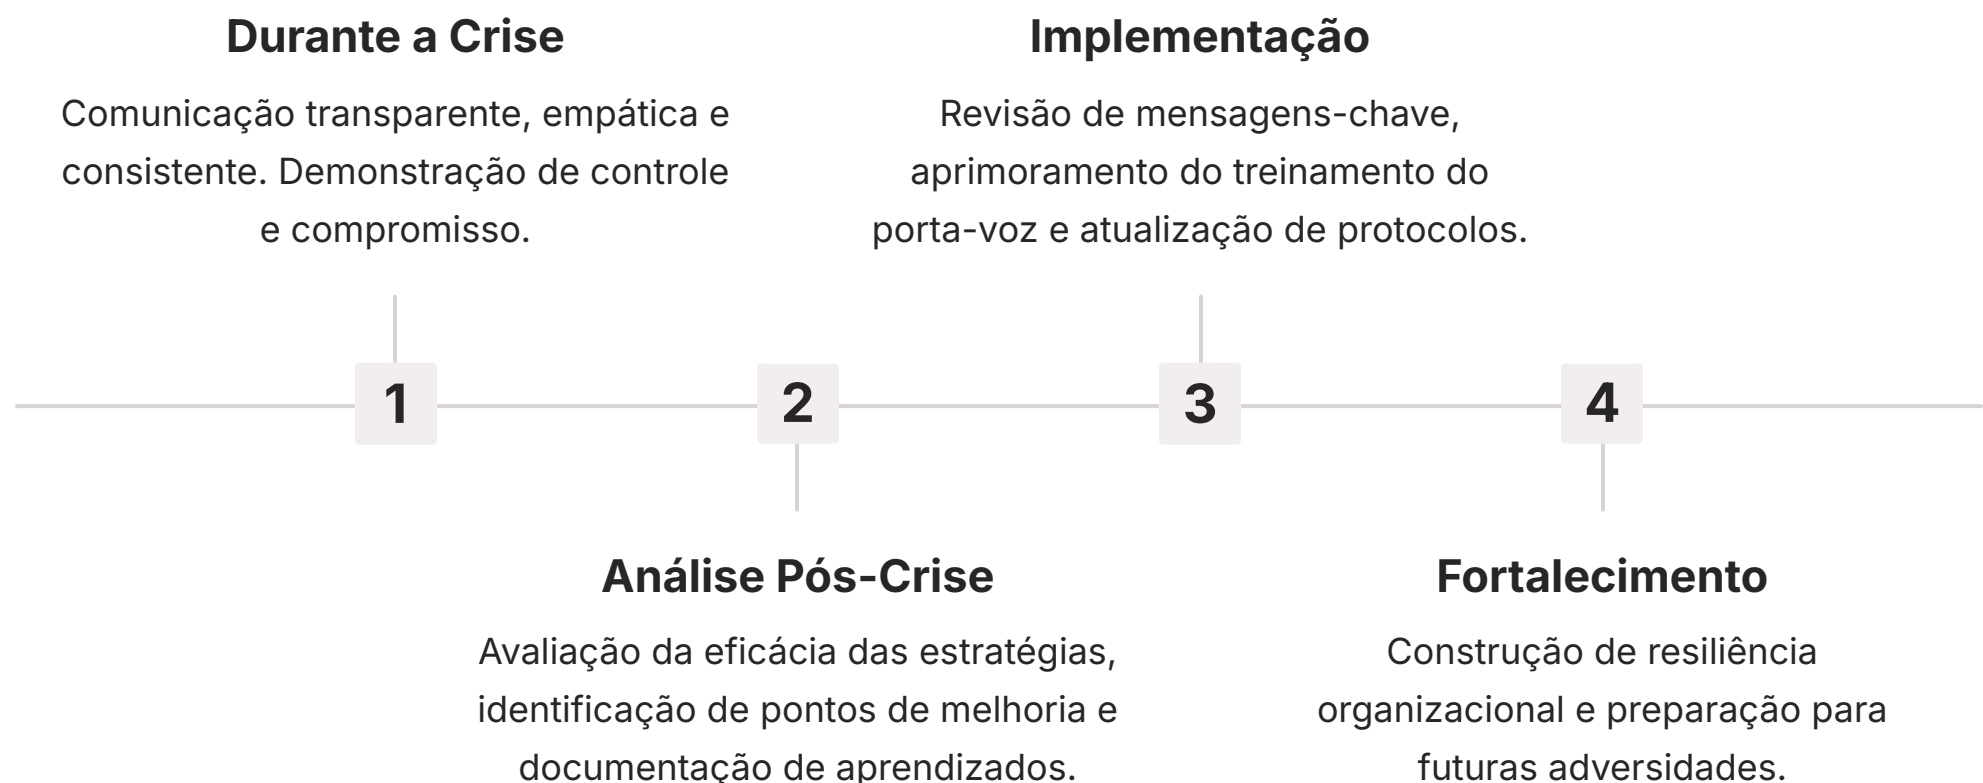 Durante a Crise
Comunicação transparente, empática e
consistente. Demonstração de controle
e compromisso.
Implementação
Revisão de mensagens-chave,
aprimoramento do treinamento do
porta-voz e atualização de protocolos.
1
2
3
4
Análise Pós-Crise
Avaliação da eficácia das estratégias,
identificação de pontos de melhoria e
documentação de aprendizados.
Fortalecimento
Construção de resiliência
organizacional e preparação para
futuras adversidades.